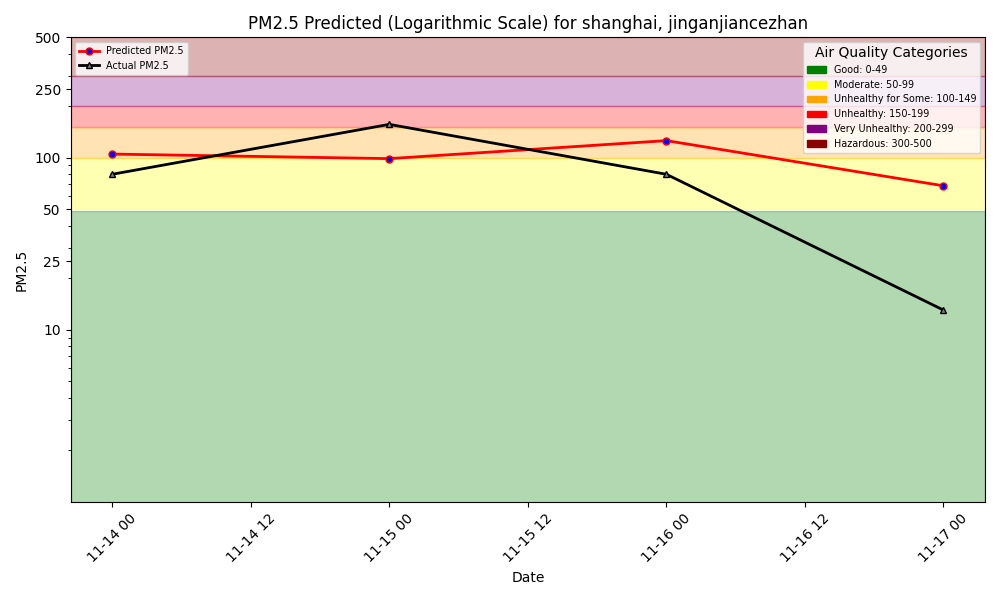 PM2.5 Predicted (Logarithmic Scale) for shanghai, jinganjiancezhan
Predicted PM2.5
Actual PM2.5
Air Quality Categories
Good: 0-49
Moderate: 50-99
Unhealthy for Some: 100-149
Unhealthy: 150-199
Very Unhealthy: 200-299
Hazardous: 300-500
500
250
100
50
25
10
PM2.5
11-14 00
11-14 12
11-15 00
11-15 12
11-16 00
11-16 12
11-17 00
Date